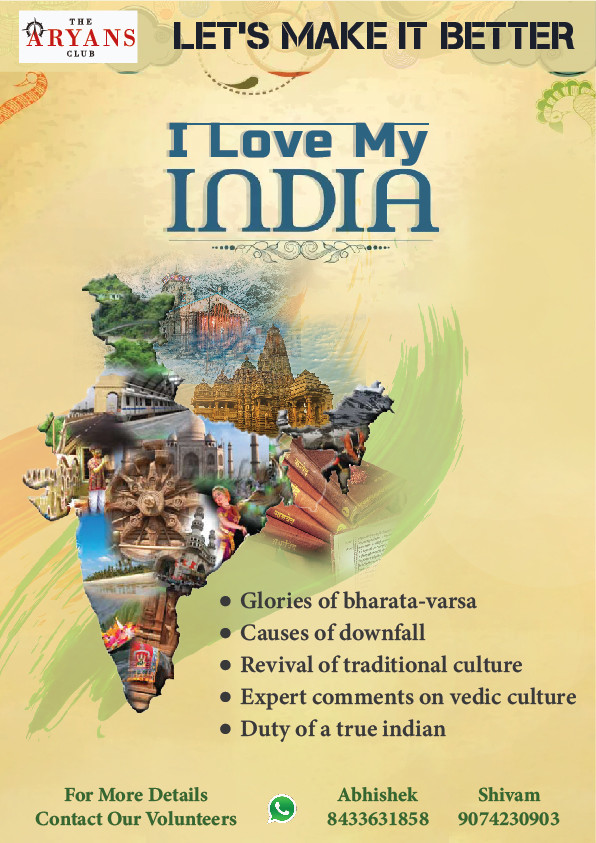 THE
ARYANS
CLUB
LET'S MAKE IT BETTER
I Love My
INDIA
● Glories of bharata-varsa
● Causes of downfall
● Revival of traditional culture
● Expert comments on vedic culture
● Duty of a true indian
For More Details
Contact Our Volunteers
Abhishek
8433631858
Shivam
9074230903